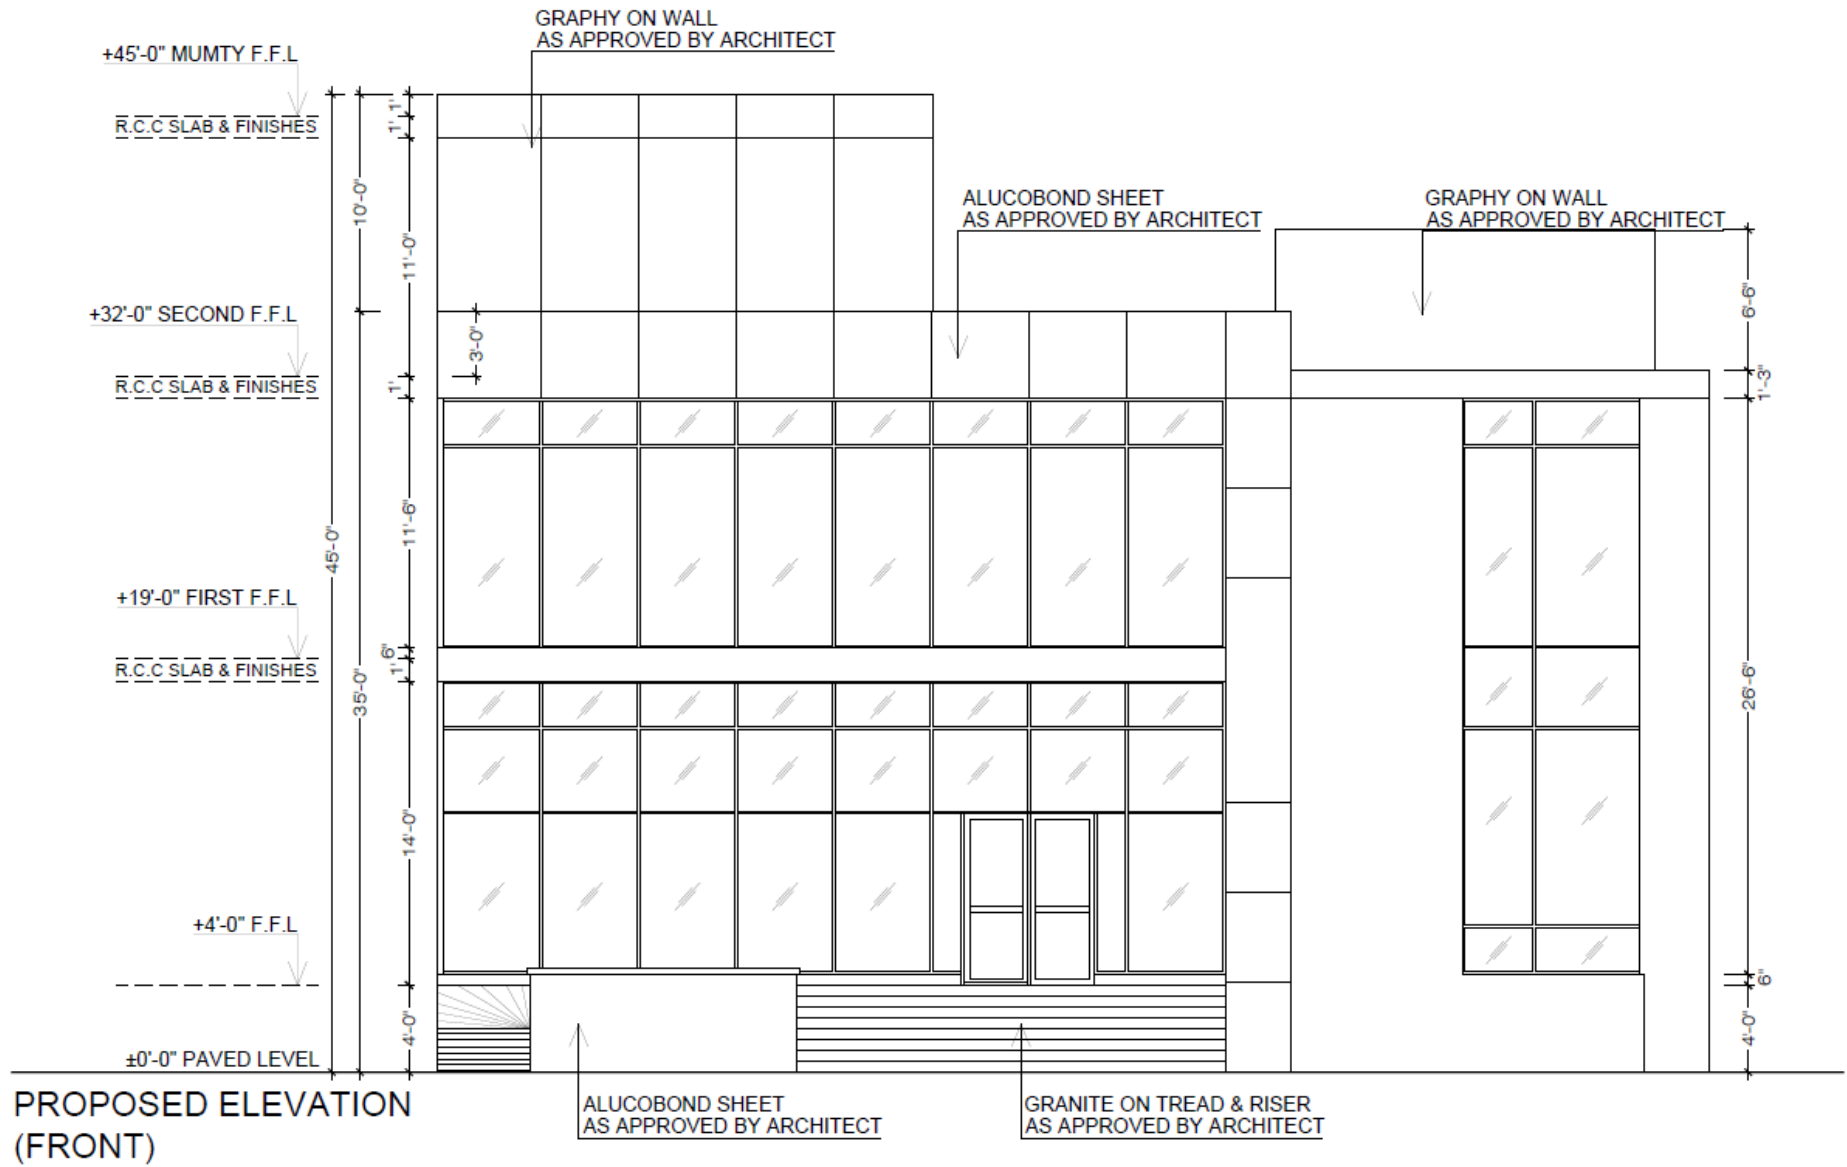 GRAPHY ON WALL
AS APPROVED BY ARCHITECT
+45'-0" MUMTY F.F.L
R.C.C SLAB & FINISHES
1'
1'
10'-0"
11'-0"
ALUCOBOND SHEET
AS APPROVED BY ARCHITECT
GRAPHY ON WALL
AS APPROVED BY ARCHITECT
+32'-0" SECOND F.F.L
3'-0"
6'-6"
R.C.C SLAB & FINISHES
1'
1'-3"
45'-0"
11'-6"
+19'-0" FIRST F.F.L
6"
R.C.C SLAB & FINISHES
1'
35'-0"
26'-6"
14'-0"
+4'-0" F.F.L
6"
4'-0"
4'-0"
±0'-0" PAVED LEVEL
PROPOSED ELEVATION
(FRONT)
ALUCOBOND SHEET
AS APPROVED BY ARCHITECT
GRANITE ON TREAD & RISER
AS APPROVED BY ARCHITECT